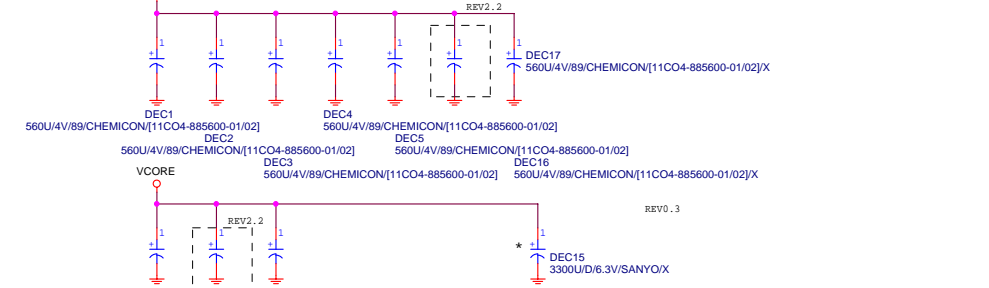 REV2.2
1 1 1 1 1 1 1
+ + + + + + +
DEC17
560U/4V/89/CHEMICON/[11CO4-885600-01/02]/X
DEC1
560U/4V/89/CHEMICON/[11CO4-885600-01/02]
DEC2
560U/4V/89/CHEMICON/[11CO4-885600-01/02]
DEC3
560U/4V/89/CHEMICON/[11CO4-885600-01/02]
DEC4
560U/4V/89/CHEMICON/[11CO4-885600-01/02]
DEC5
560U/4V/89/CHEMICON/[11CO4-885600-01/02]
DEC16
560U/4V/89/CHEMICON/[11CO4-885600-01/02]/X
VCORE
REV0.3
REV2.2
1 1 1 1
+ + + * +
DEC15
3300U/D/6.3V/SANYO/X